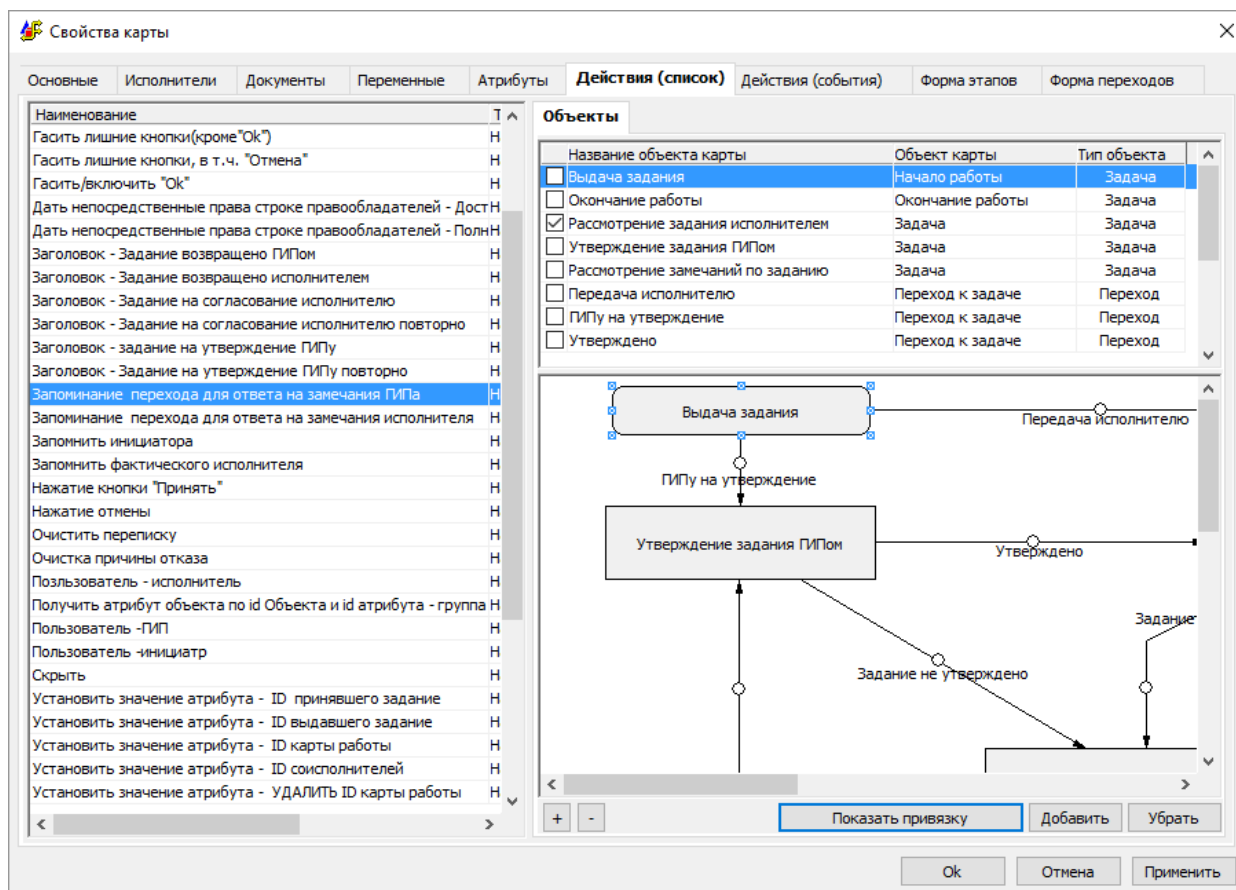 Свойства карты
Основные Исполнители Документы Переменные Атрибуты Действия (список) Действия (события) Форма этапов Форма переходов
Наименование Т
Гасить лишние кнопки(кроме"Ok") Н
Гасить лишние кнопки, в т.ч. "Отмена" Н
Гасить/включить "Ok" Н
Дать непосредственные права строке правообладателей - Дост Н
Дать непосредственные права строке правообладателей - Полн Н
Заголовок - Задание возвращено ГИПом Н
Заголовок - Задание возвращено исполнителем Н
Заголовок - Задание на согласование исполнителю Н
Заголовок - Задание на согласование исполнителю повторно Н
Заголовок - задание на утверждение ГИПу Н
Заголовок - Задание на утверждение ГИПу повторно Н
Запоминание перехода для ответа на замечания ГИПа Н
Запоминание перехода для ответа на замечания исполнителя Н
Запомнить инициатора Н
Запомнить фактического исполнителя Н
Нажатие кнопки "Принять" Н
Нажатие отмены Н
Очистить переписку Н
Очистка причины отказа Н
Позльзователь - исполнитель Н
Получить атрибут объекта по id Объекта и id атрибута - группа Н
Пользователь -ГИП Н
Пользователь -инициатр Н
Скрыть Н
Установить значение атрибута - ID принявшего задание Н
Установить значение атрибута - ID выдавшего задание Н
Установить значение атрибута - ID карты работы Н
Установить значение атрибута - ID соисполнителей Н
Установить значение атрибута - УДАЛИТЬ ID карты работы Н
Объекты
Название объекта карты Объект карты Тип объекта
Выдача задания Начало работы Задача
Окончание работы Окончание работы Задача
Рассмотрение задания исполнителем Задача Задача
Утверждение задания ГИПом Задача Задача
Рассмотрение замечаний по заданию Задача Задача
Передача исполнителю Переход к задаче Переход
ГИПу на утверждение Переход к задаче Переход
Утверждено Переход к задаче Переход
Выдача задания
Передача исполнителю
ГИПу на утверждение
Утверждение задания ГИПом
Утверждено
Задание
Задание не утверждено
+ - Показать привязку Добавить Убрать
Ok Отмена Применить